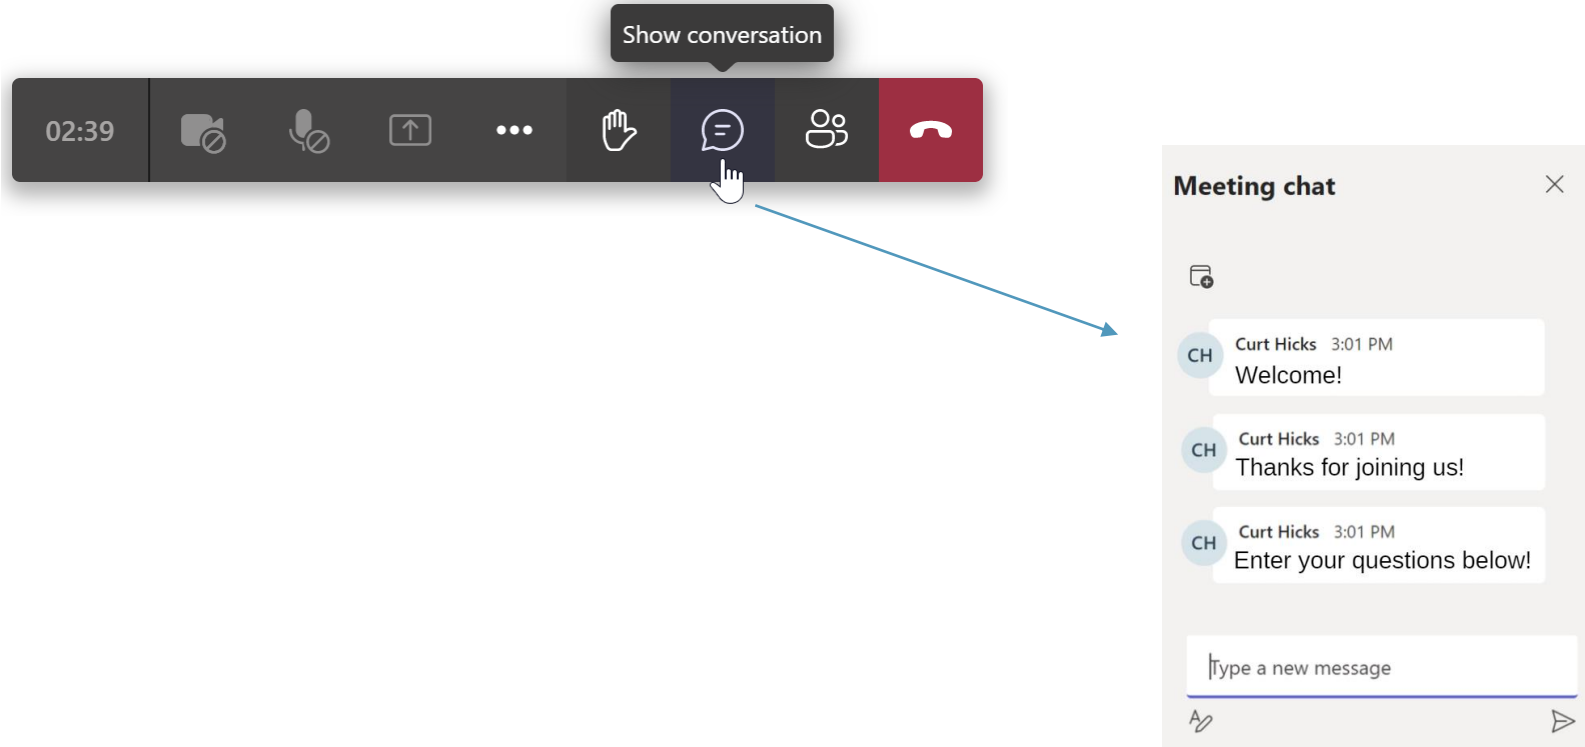 Show conversation
02:39
Meeting chat
CH
Curt Hicks 3:01 PM
Welcome!
CH
Curt Hicks 3:01 PM
Thanks for joining us!
CH
Curt Hicks 3:01 PM
Enter your questions below!
Type a new message